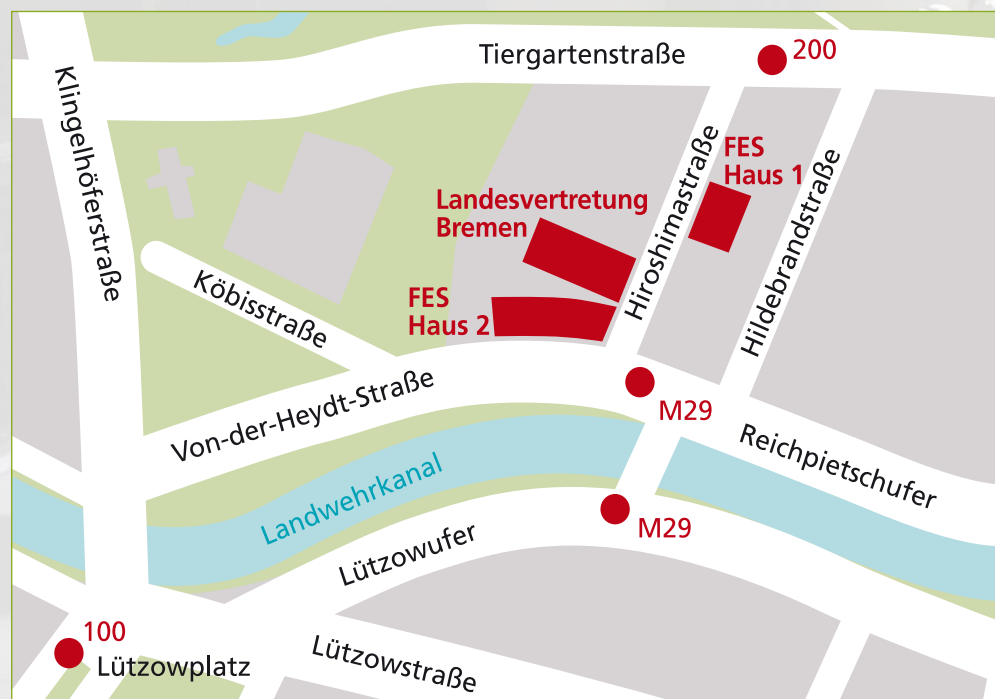 Tiergartenstraße
200
Klingelhöferstraße
Hiroshimastraße
FES
Haus 1
Hildebrandstraße
Landesvertretung
Bremen
Köbisstraße
FES
Haus 2
Von-der-Heydt-Straße
M29
Reichpietschufer
Landwehrkanal
M29
Lützowufer
100
Lützowplatz
Lützowstraße